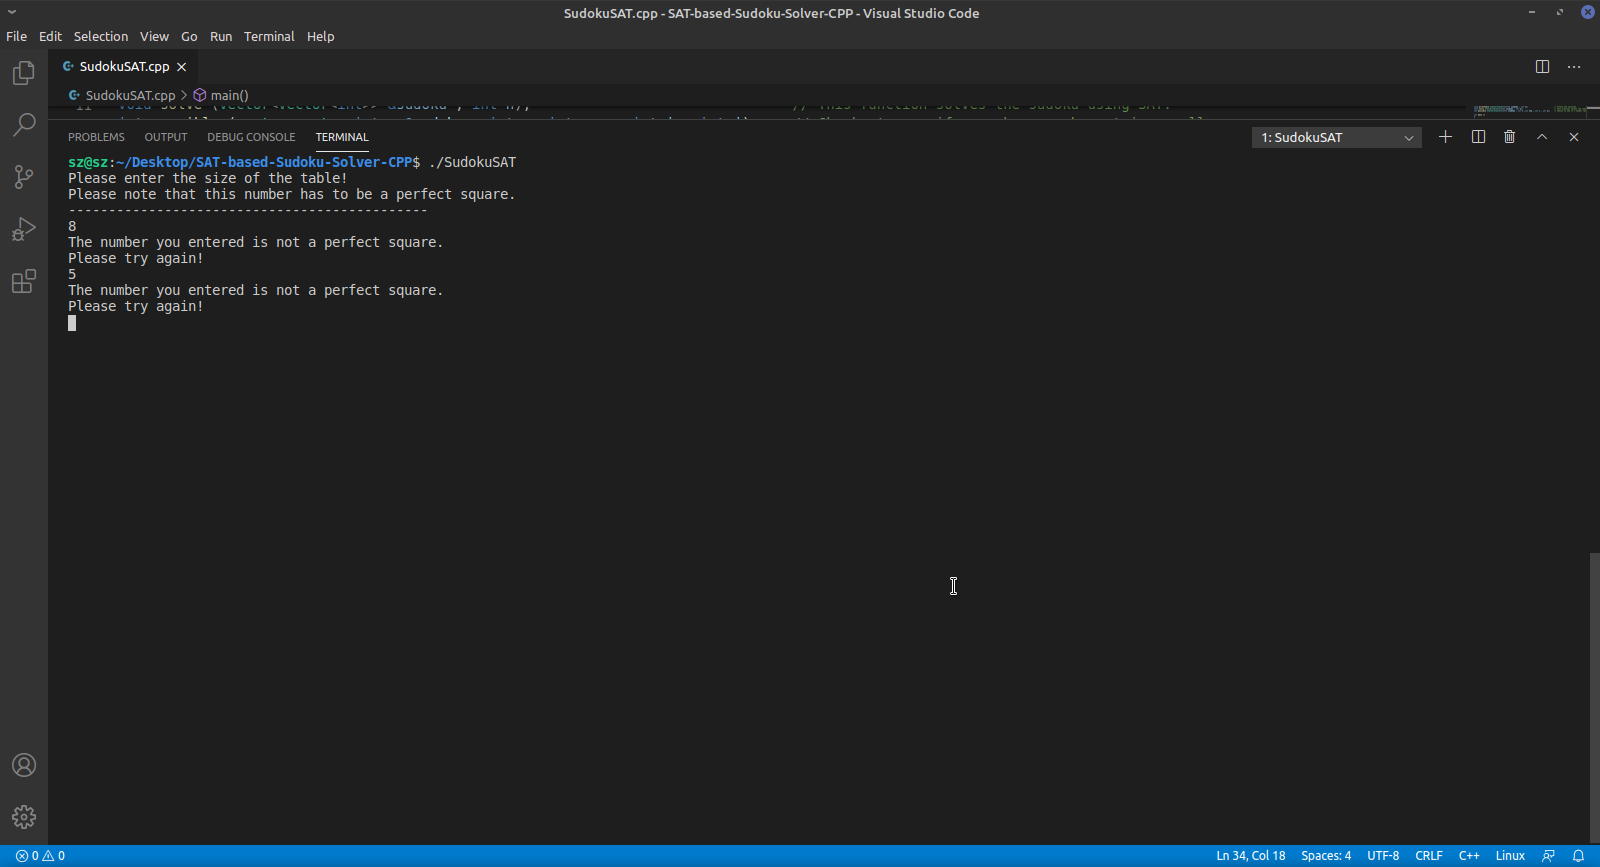 SudokuSAT.cpp - SAT-based-Sudoku-Solver-CPP - Visual Studio Code
File Edit Selection View Go Run Terminal Help
SudokuSAT.cpp
SudokuSAT.cpp > main()
PROBLEMS OUTPUT DEBUG CONSOLE TERMINAL 1: SudokuSAT
sz@sz:~/Desktop/SAT-based-Sudoku-Solver-CPP$ ./SudokuSAT
Please enter the size of the table!
Please note that this number has to be a perfect square.
---------------------------------------------
8
The number you entered is not a perfect square.
Please try again!
5
The number you entered is not a perfect square.
Please try again!
0 0 Ln 34, Col 18 Spaces: 4 UTF-8 CRLF C++ Linux